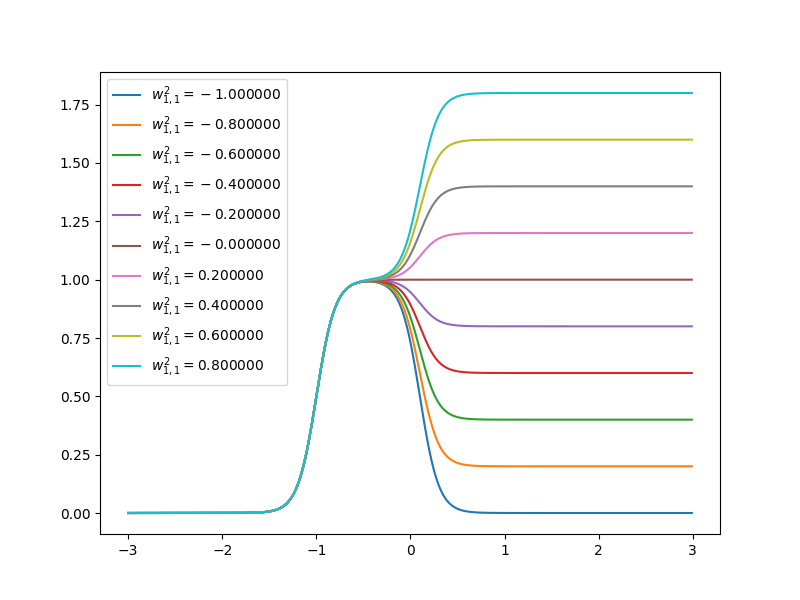 1.75
1.50
1.25
1.00
0.75
0.50
0.25
0.00
w²₁,₁ = −1.000000
w²₁,₁ = −0.800000
w²₁,₁ = −0.600000
w²₁,₁ = −0.400000
w²₁,₁ = −0.200000
w²₁,₁ = −0.000000
w²₁,₁ = 0.200000
w²₁,₁ = 0.400000
w²₁,₁ = 0.600000
w²₁,₁ = 0.800000
−3 −2 −1 0 1 2 3